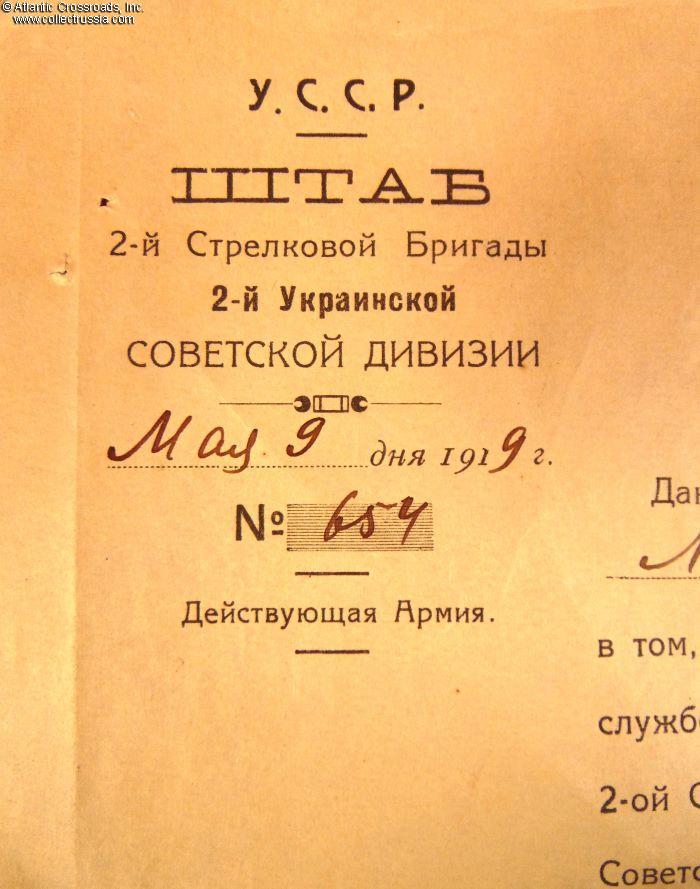 © Atlantic Crossroads, Inc.
www.collectrussia.com
У. С. С. Р.
ШТАБ
2-й Стрелковой Бригады
2-й Украинской
СОВЕТСКОЙ ДИВИЗИИ
Мая 9 дня 1919 г.
№ 654
Действующая Армия.
в том,
2-ой